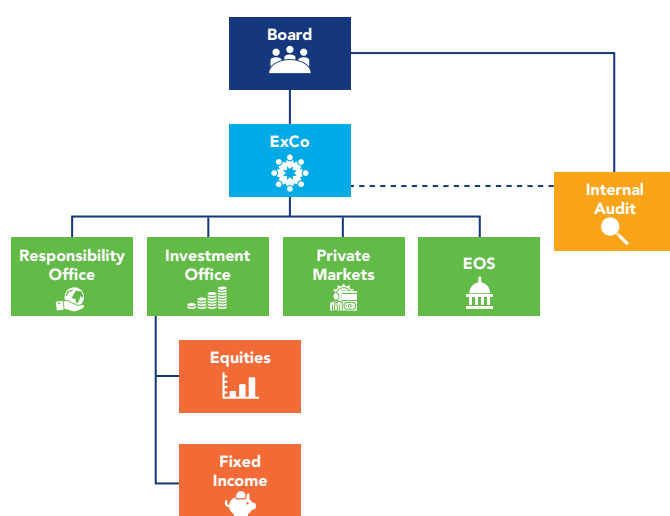 Board
ExCo
Internal
Audit
Responsibility
Office
Investment
Office
Private
Markets
EOS
Equities
Fixed
Income